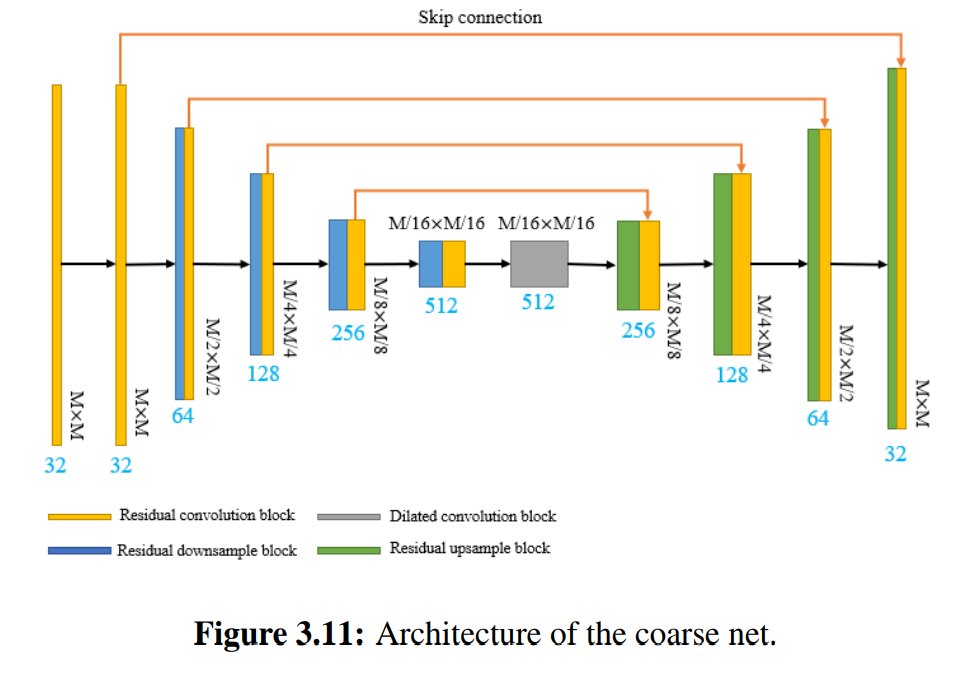 Skip connection
M/16×M/16
M/16×M/16
512
512
256
M/8×M/8
256
M/8×M/8
128
M/4×M/4
128
M/4×M/4
64
M/2×M/2
64
M/2×M/2
32
M×M
32
M×M
32
M×M
Residual convolution block
Dilated convolution block
Residual downsample block
Residual upsample block
Figure 3.11: Architecture of the coarse net.